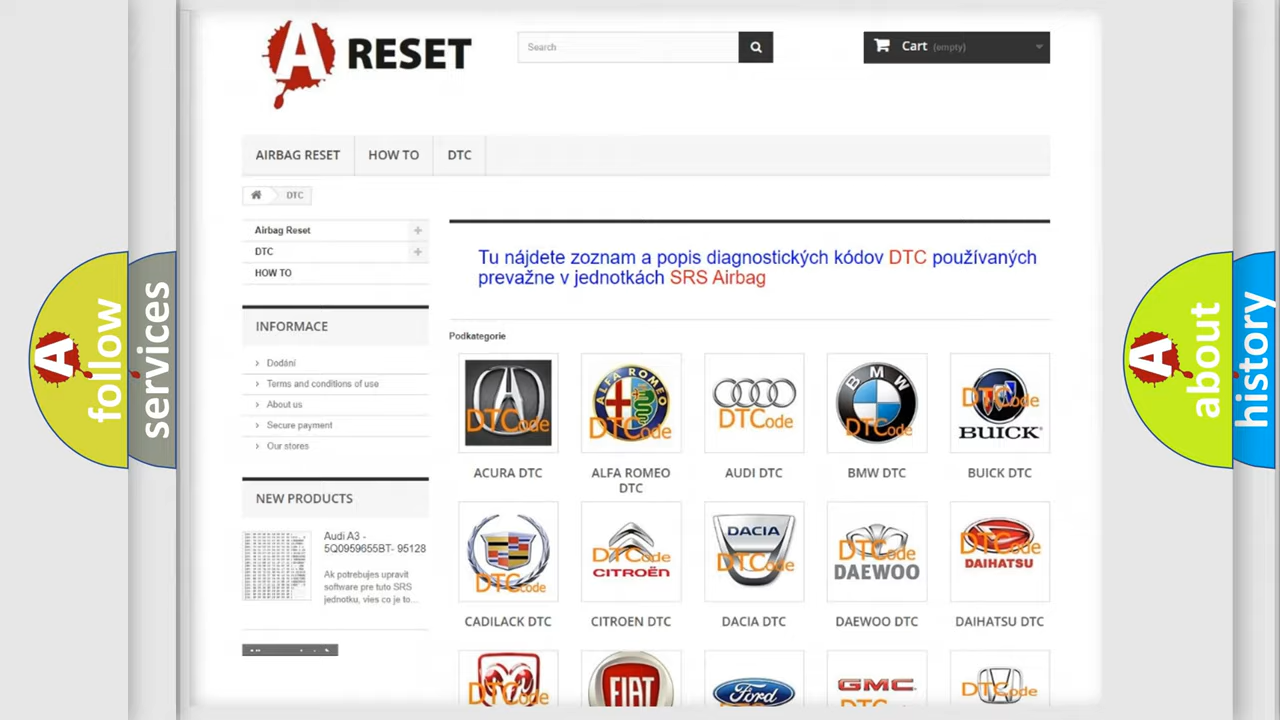 A RESET
Search
Cart (empty)
AIRBAG RESET
HOW TO
DTC
DTC
Airbag Reset
DTC
HOW TO
INFORMACE
Dodání
Terms and conditions of use
About us
Secure payment
Our stores
NEW PRODUCTS
Audi A3 -
5Q0959655BT- 95128
Ak potrebujes upravit
software pre tuto SRS
jednotku, vies co je to...
Tu nájdete zoznam a popis diagnostických kódov DTC používaných
prevažne v jednotkách SRS Airbag
Podkategorie
DTCode
ALFA ROMEO
DTCode
DTCode
BMW
DTCode
DTCode
BUICK
ACURA DTC
ALFA ROMEO
DTC
AUDI DTC
BMW DTC
BUICK DTC
DTCode
DTCode
CITROËN
DACIA
DTCode
DTCode
DAEWOO
DTCode
DAIHATSU
CADILACK DTC
CITROEN DTC
DACIA DTC
DAEWOO DTC
DAIHATSU DTC
DTCode
FIAT
Ford
GMC
DTCode
A follow
services
A about
history